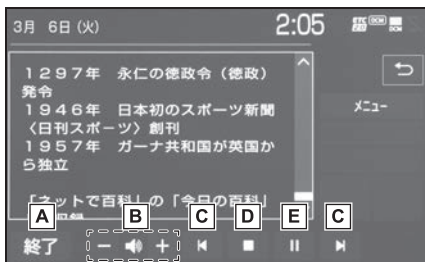 3月 6日 (火)
2:05
ETC
DCM
1297年 永仁の徳政令 (徳政)
発令
1946年 日本初のスポーツ新聞
〈日刊スポーツ〉創刊
1957年 ガーナ共和国が英国か
ら独立
「ネットで百科」の「今日の百科」
メニュー
A
B
C
D
E
C
終了